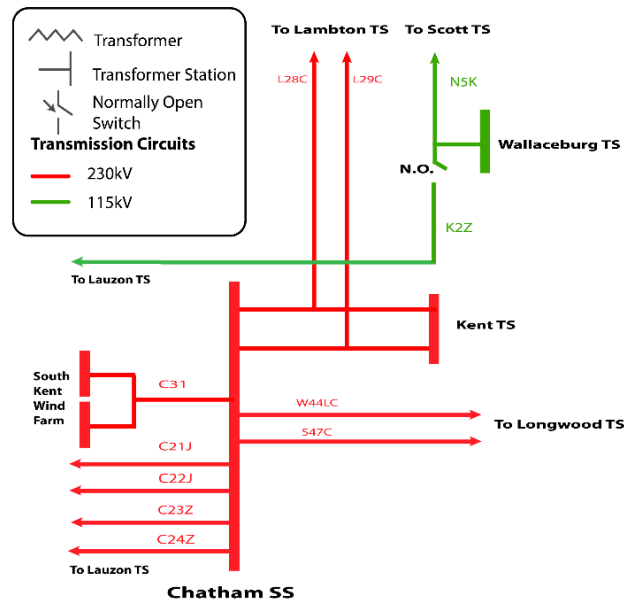 Transformer
Transformer Station
Normally Open
Switch
Transmission Circuits
230kV
115kV
To Lambton TS
To Scott TS
L28C
L29C
N5K
Wallaceburg TS
N.O.
K2Z
To Lauzon TS
Kent TS
South
Kent
Wind
Farm
C31
W44LC
To Longwood TS
S47C
C21J
C22J
C23Z
C24Z
To Lauzon TS
Chatham SS